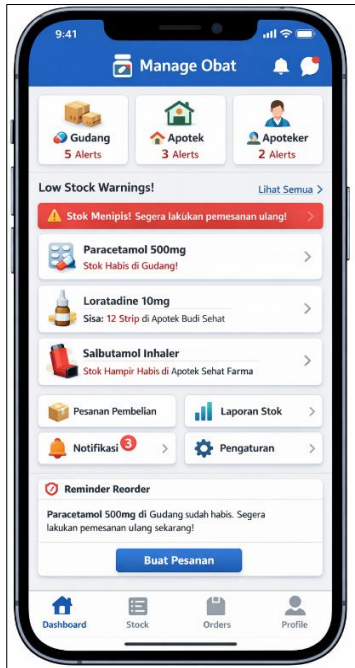 9:41
Manage Obat
Gudang
5 Alerts
Apotek
3 Alerts
Apoteker
2 Alerts
Low Stock Warnings!
Lihat Semua >
Stok Menipis! Segera lakukan pemesanan ulang!
Paracetamol 500mg
Stok Habis di Gudang!
Loratadine 10mg
Sisa: 12 Strip di Apotek Budi Sehat
Salbutamol Inhaler
Stok Hampir Habis di Apotek Sehat Farma
Pesanan Pembelian
Laporan Stok
Notifikasi 3
Pengaturan
Reminder Reorder
Paracetamol 500mg di Gudang sudah habis. Segera
lakukan pemesanan ulang sekarang!
Buat Pesanan
Dashboard
Stock
Orders
Profile